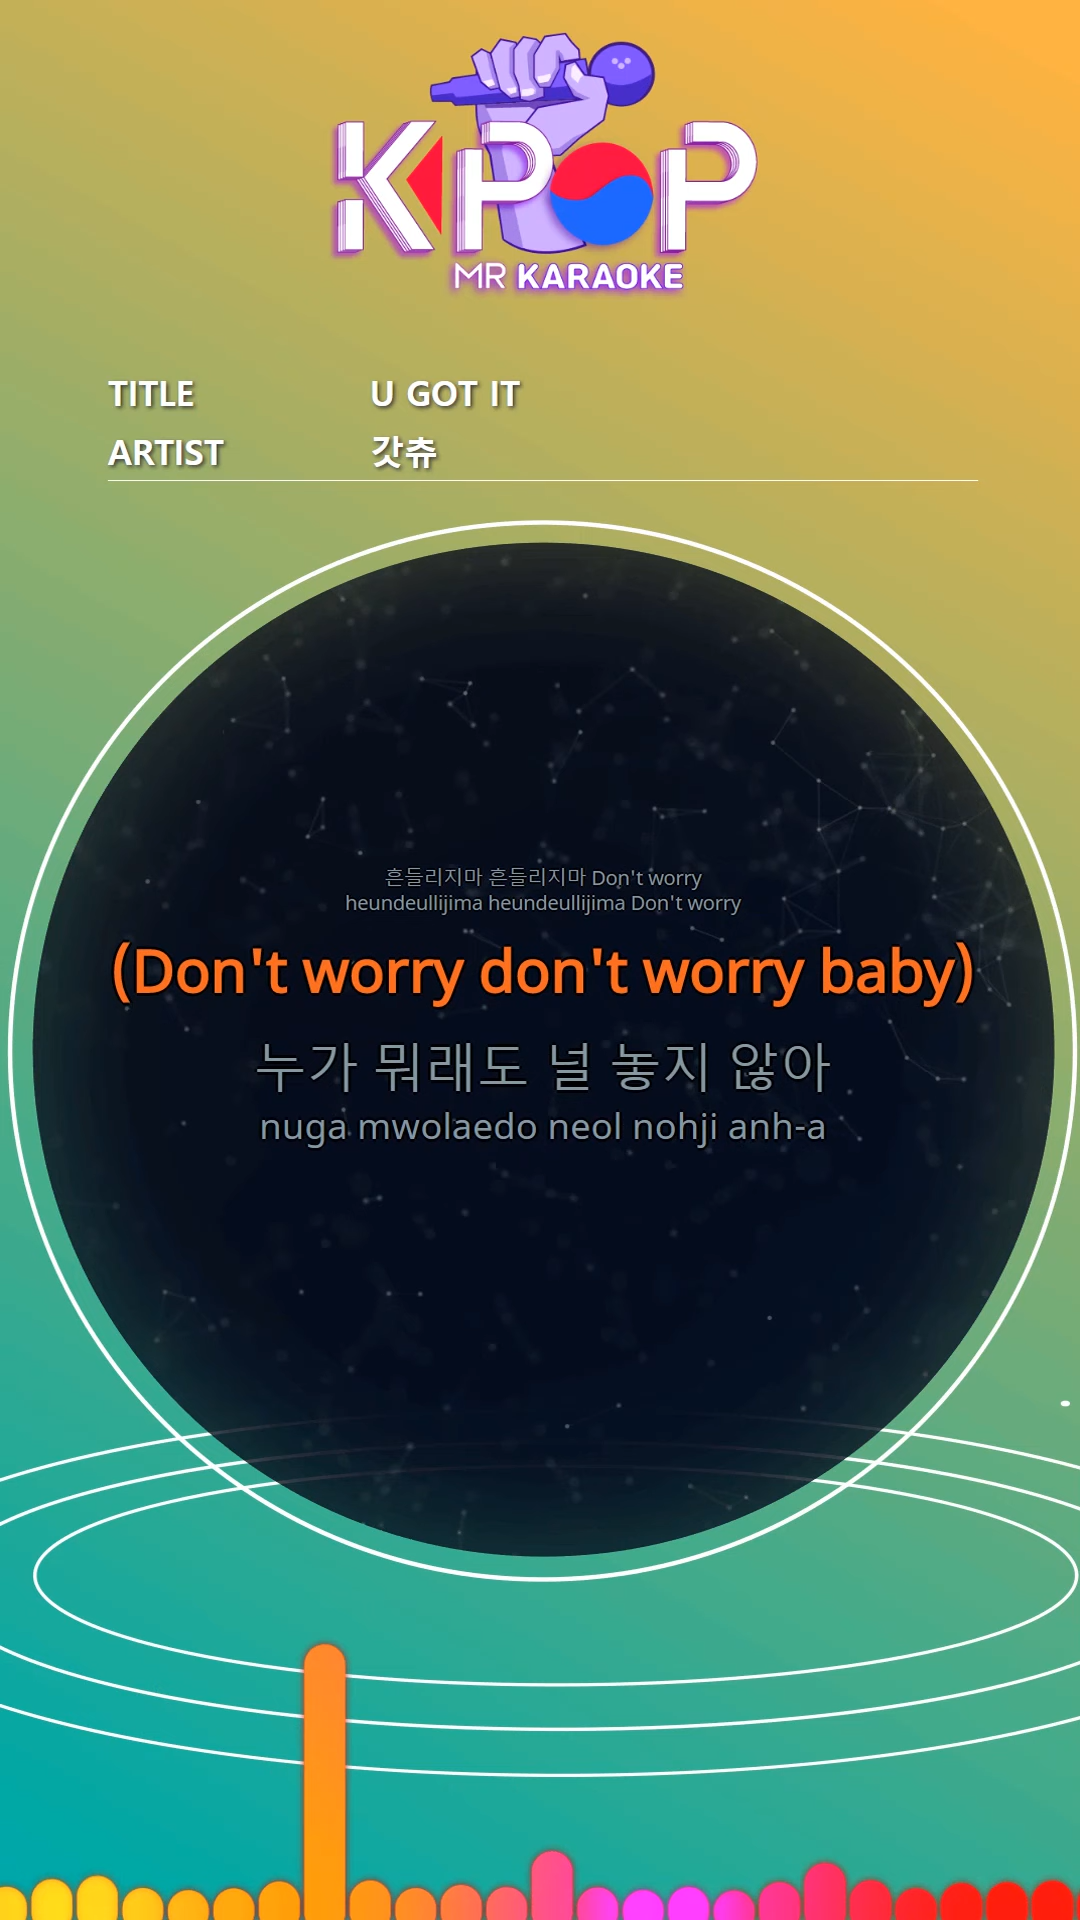 KPOP
MR KARAOKE
TITLE U GOT IT
ARTIST 갓츄
흔들리지마 흔들리지마 Don't worry
heundeullijima heundeullijima Don't worry
(Don't worry don't worry baby)
누가 뭐래도 널 놓지 않아
nuga mwolaedo neol nohji anh-a